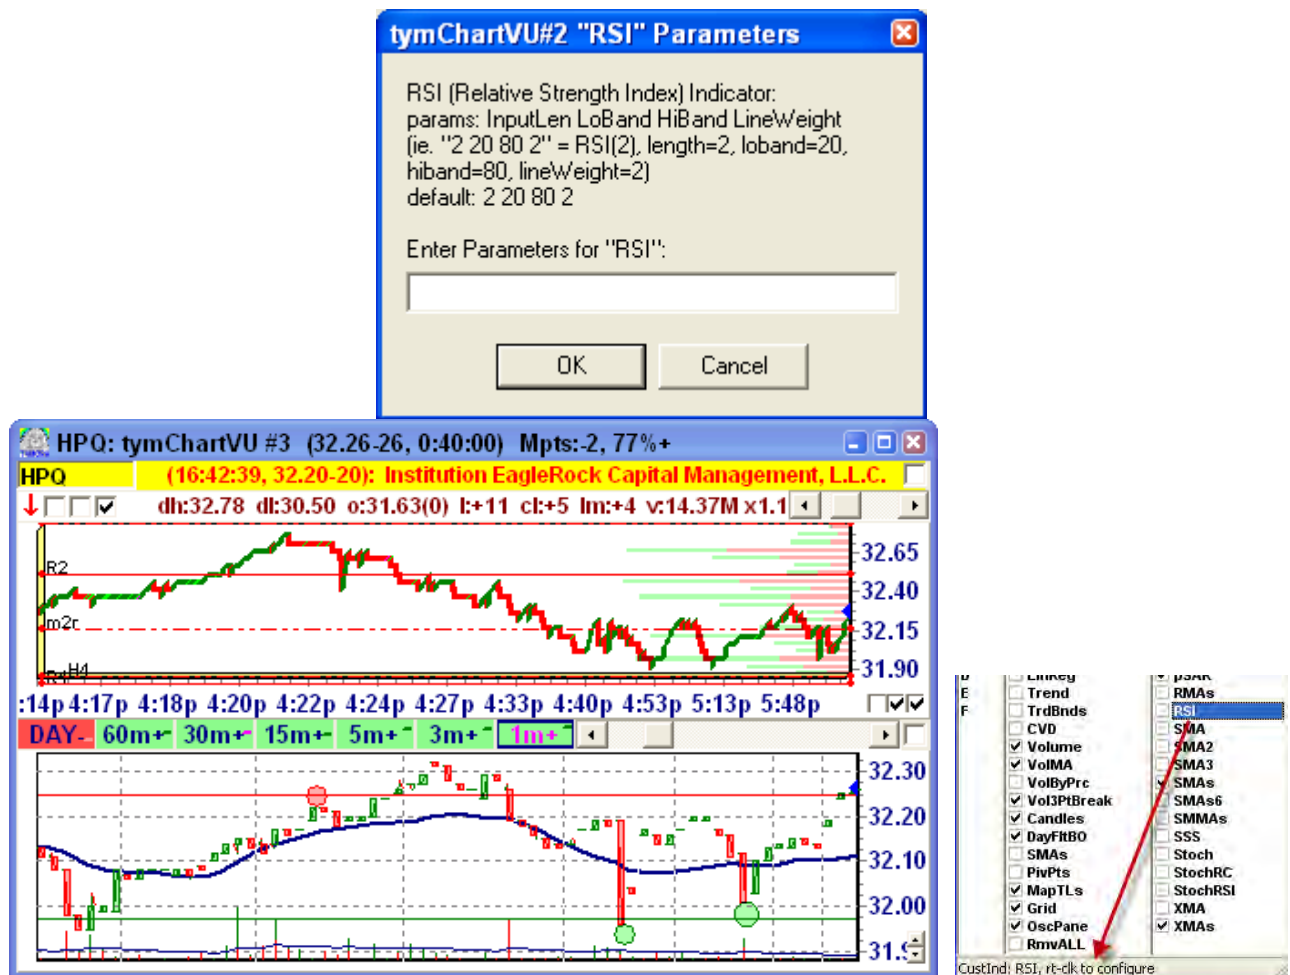 tymChartVU#2 "RSI" Parameters
RSI (Relative Strength Index) Indicator:
params: InputLen LoBand HiBand LineWeight
(ie. "2 20 80 2" = RSI(2), length=2, loband=20,
hiband=80, lineWeight=2)
default: 2 20 80 2
Enter Parameters for "RSI":
OK Cancel
HPQ: tymChartVU #3 (32.26-26, 0:40:00) Mpts:-2, 77%+
HPQ (16:42:39, 32.20-20): Institution EagleRock Capital Management, L.L.C.
dh:32.78 dl:30.50 o:31.63(0) l:+11 cl:+5 lm:+4 v:14.37M x1.1
32.65
R2
32.40
m2r
32.15
H4
31.90
:14p 4:17p 4:18p 4:20p 4:22p 4:24p 4:27p 4:33p 4:40p 4:53p 5:13p 5:48p
DAY- 60m+- 30m+- 15m+- 5m+- 3m+- 1m+-
32.30
32.20
32.10
32.00
LinReg pSAR
E Trend RMAs
F TrdBnds RSI
CVD SMA
Volume SMA2
VolMA SMA3
VolByPrc SMAs
Vol3PtBreak SMAs6
Candles SMMAs
DayFltBO SSS
SMAs Stoch
PivPts StochRC
MapTLs StochRSI
Grid XMA
OscPane XMAs
RmvALL
CustInd: RSI, rt-clk to configure